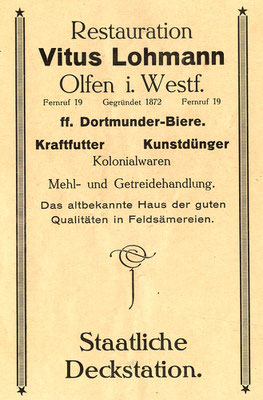 Restauration
Vitus Lohmann
Olfen i. Westf.
Fernruf 19 Gegründet 1872 Fernruf 19
ff. Dortmunder-Biere.
Kraftfutter Kunstdünger
Kolonialwaren
Mehl- und Getreidehandlung.
Das altbekannte Haus der guten
Qualitäten in Feldsämereien.
Staatliche
Deckstation.